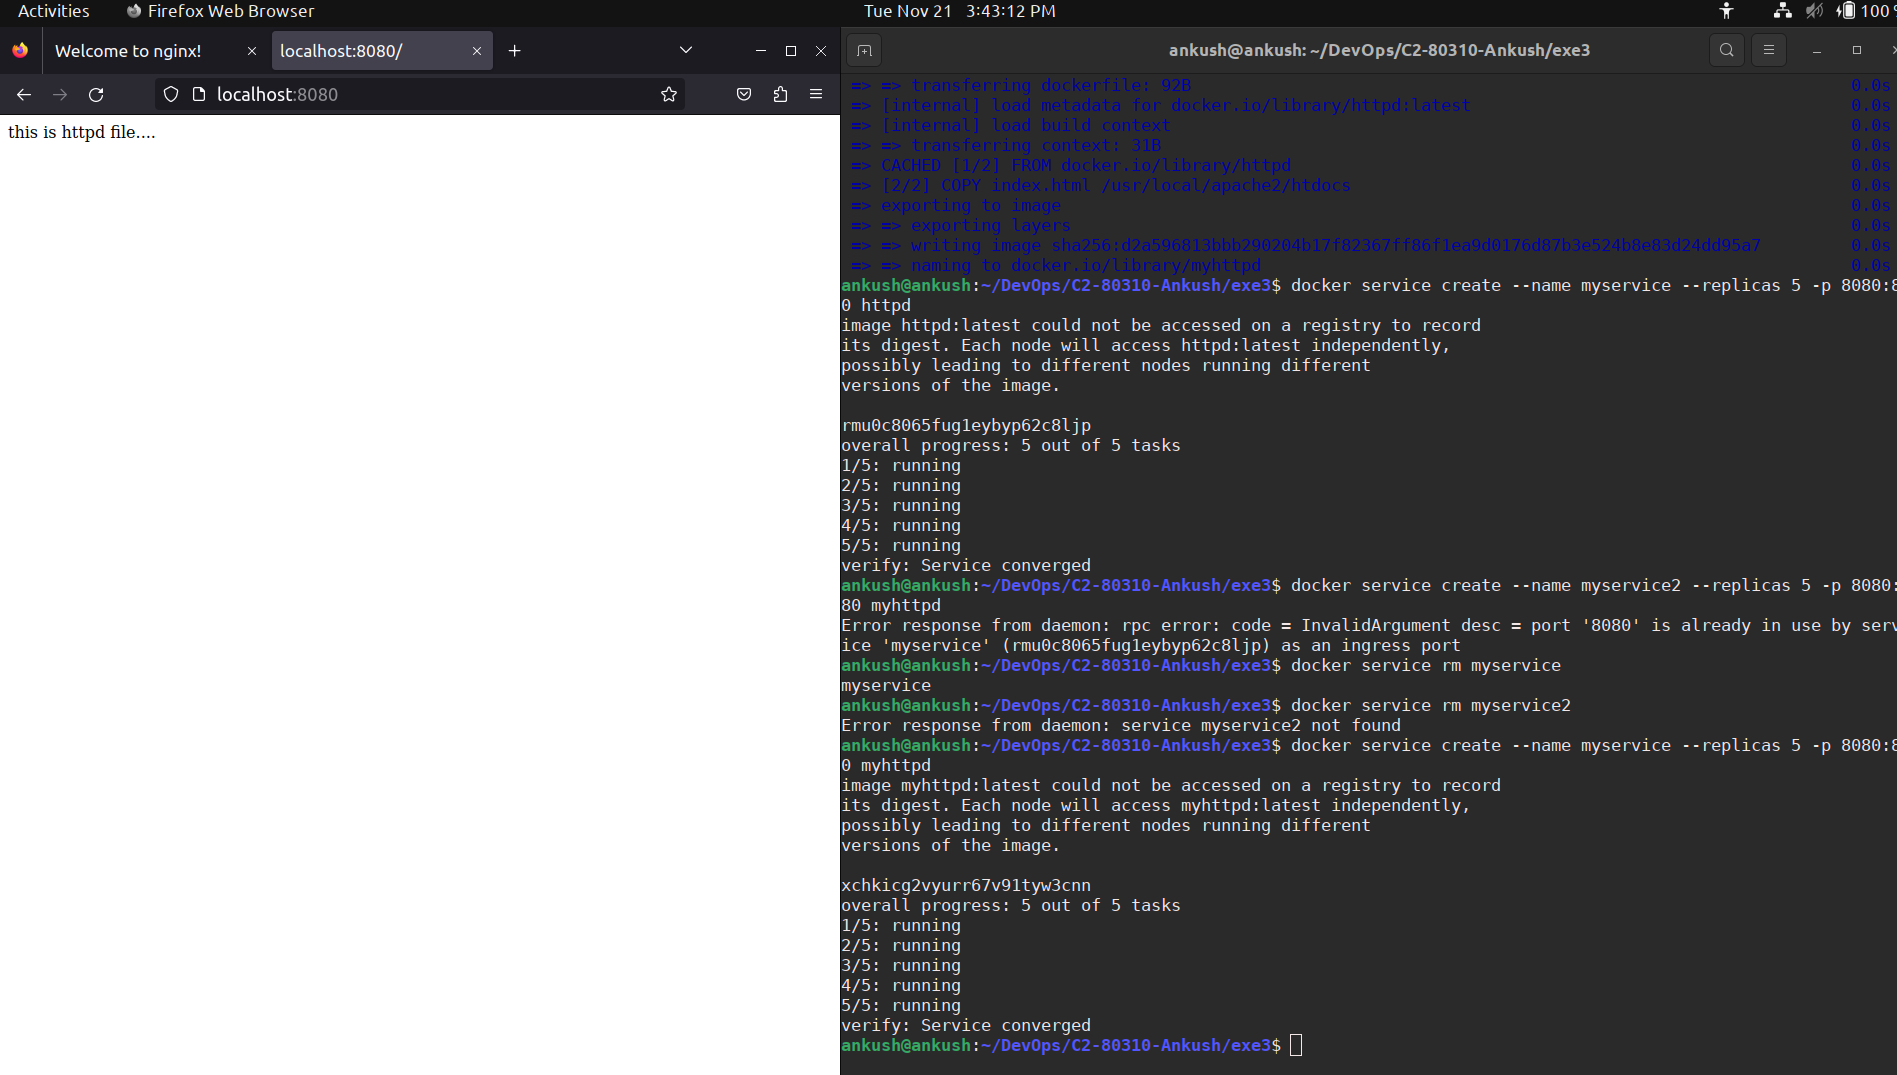 Activities Firefox Web Browser Tue Nov 21 3:43:12 PM 100 %
Welcome to nginx! localhost:8080/
localhost:8080
this is httpd file....
ankush@ankush: ~/DevOps/C2-80310-Ankush/exe3
=> => transferring dockerfile: 92B 0.0s
=> [internal] load metadata for docker.io/library/httpd:latest 0.0s
=> [internal] load build context 0.0s
=> => transferring context: 31B 0.0s
=> CACHED [1/2] FROM docker.io/library/httpd 0.0s
=> [2/2] COPY index.html /usr/local/apache2/htdocs 0.0s
=> exporting to image 0.0s
=> => exporting layers 0.0s
=> => writing image sha256:d2a596813bbb290204b17f82367ff86f1ea9d0176d87b3e524b8e83d24dd95a7 0.0s
=> => naming to docker.io/library/myhttpd 0.0s
ankush@ankush:~/DevOps/C2-80310-Ankush/exe3$ docker service create --name myservice --replicas 5 -p 8080:8
0 httpd
image httpd:latest could not be accessed on a registry to record
its digest. Each node will access httpd:latest independently,
possibly leading to different nodes running different
versions of the image.
rmu0c8065fug1eybyp62c8ljp
overall progress: 5 out of 5 tasks
1/5: running
2/5: running
3/5: running
4/5: running
5/5: running
verify: Service converged
ankush@ankush:~/DevOps/C2-80310-Ankush/exe3$ docker service create --name myservice2 --replicas 5 -p 8080:
80 myhttpd
Error response from daemon: rpc error: code = InvalidArgument desc = port '8080' is already in use by serv
ice 'myservice' (rmu0c8065fug1eybyp62c8ljp) as an ingress port
ankush@ankush:~/DevOps/C2-80310-Ankush/exe3$ docker service rm myservice
myservice
ankush@ankush:~/DevOps/C2-80310-Ankush/exe3$ docker service rm myservice2
Error response from daemon: service myservice2 not found
ankush@ankush:~/DevOps/C2-80310-Ankush/exe3$ docker service create --name myservice --replicas 5 -p 8080:8
0 myhttpd
image myhttpd:latest could not be accessed on a registry to record
its digest. Each node will access myhttpd:latest independently,
possibly leading to different nodes running different
versions of the image.
xchkicg2vyurr67v91tyw3cnn
overall progress: 5 out of 5 tasks
1/5: running
2/5: running
3/5: running
4/5: running
5/5: running
verify: Service converged
ankush@ankush:~/DevOps/C2-80310-Ankush/exe3$